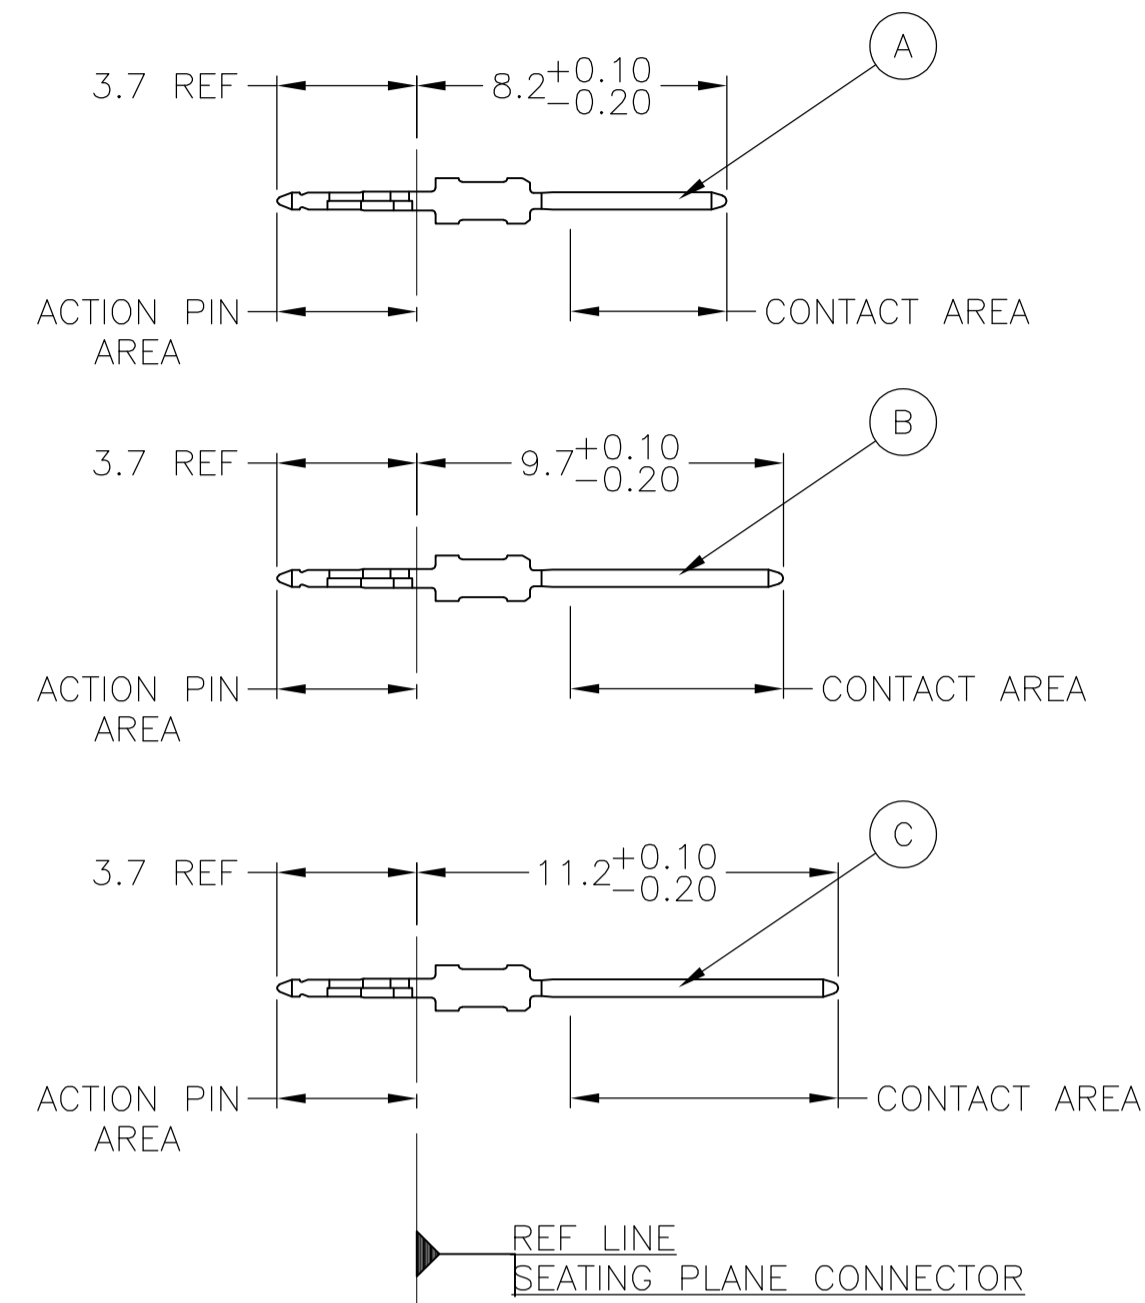 A
3.7 REF
8.2 +0.10
-0.20
ACTION PIN
AREA
CONTACT AREA
B
3.7 REF
9.7 +0.10
-0.20
ACTION PIN
AREA
CONTACT AREA
C
3.7 REF
11.2 +0.10
-0.20
ACTION PIN
AREA
CONTACT AREA
REF LINE
SEATING PLANE CONNECTOR